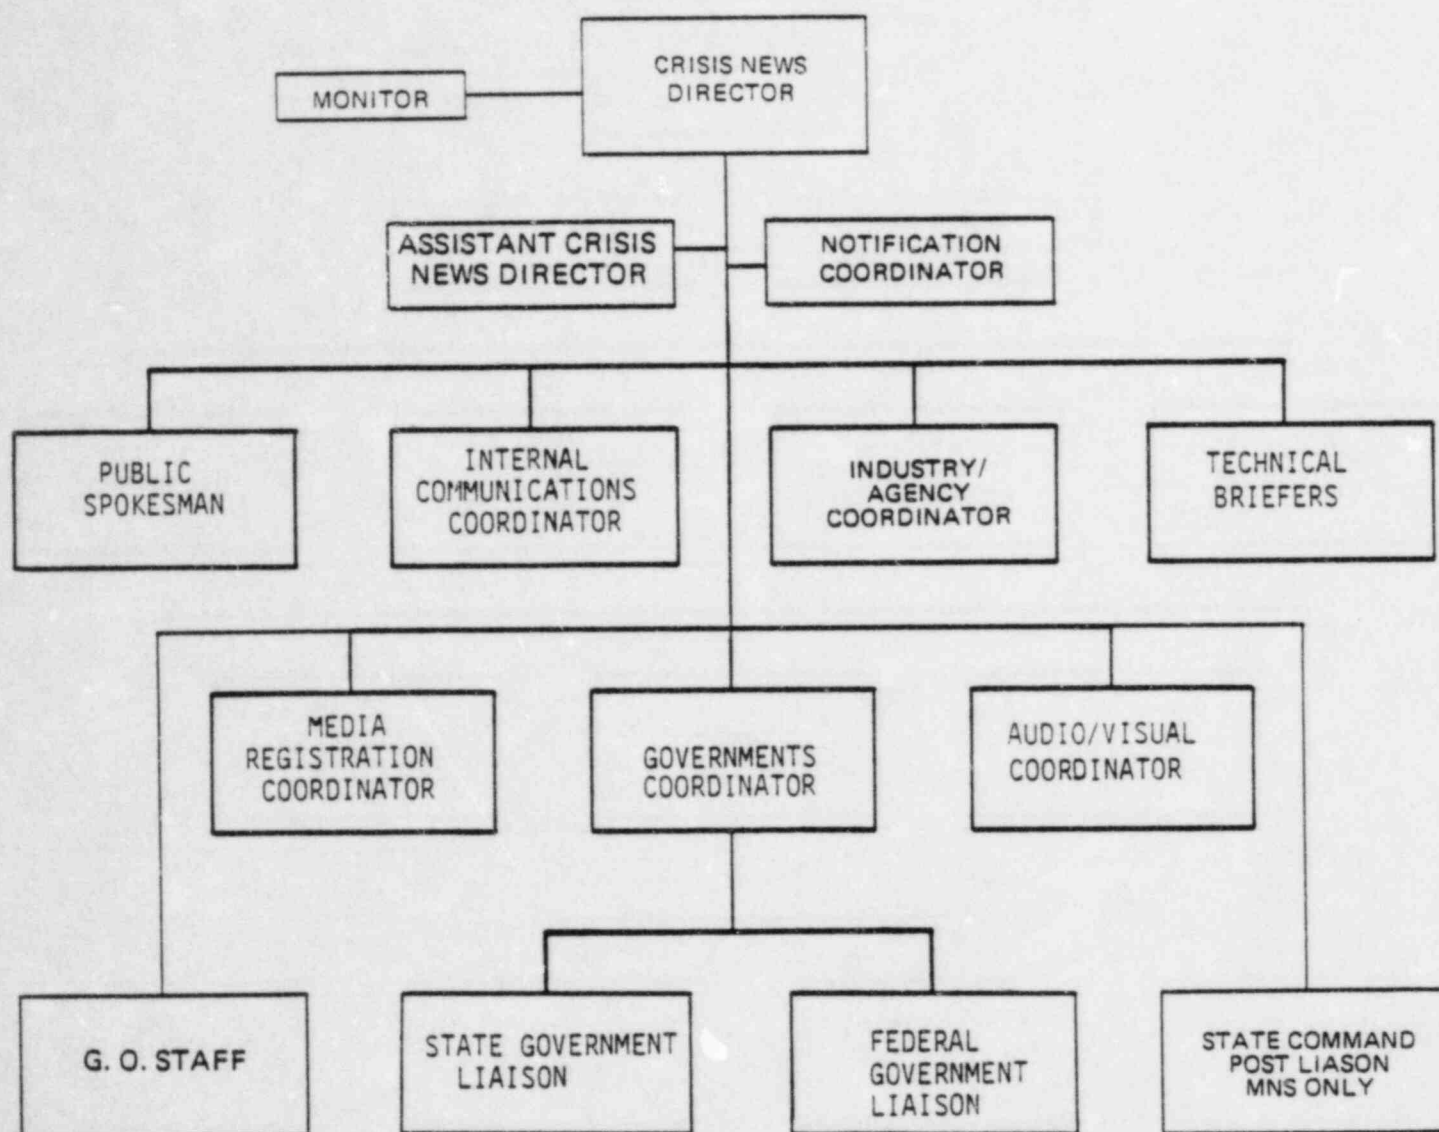 CRISIS NEWS
DIRECTOR
MONITOR
ASSISTANT CRISIS
NEWS DIRECTOR
NOTIFICATION
COORDINATOR
PUBLIC
SPOKESMAN
INTERNAL
COMMUNICATIONS
COORDINATOR
INDUSTRY/
AGENCY
COORDINATOR
TECHNICAL
BRIEFERS
MEDIA
REGISTRATION
COORDINATOR
GOVERNMENTS
COORDINATOR
AUDIO/VISUAL
COORDINATOR
G. O. STAFF
STATE GOVERNMENT
LIAISON
FEDERAL
GOVERNMENT
LIAISON
STATE COMMAND
POST LIASON
MNS ONLY